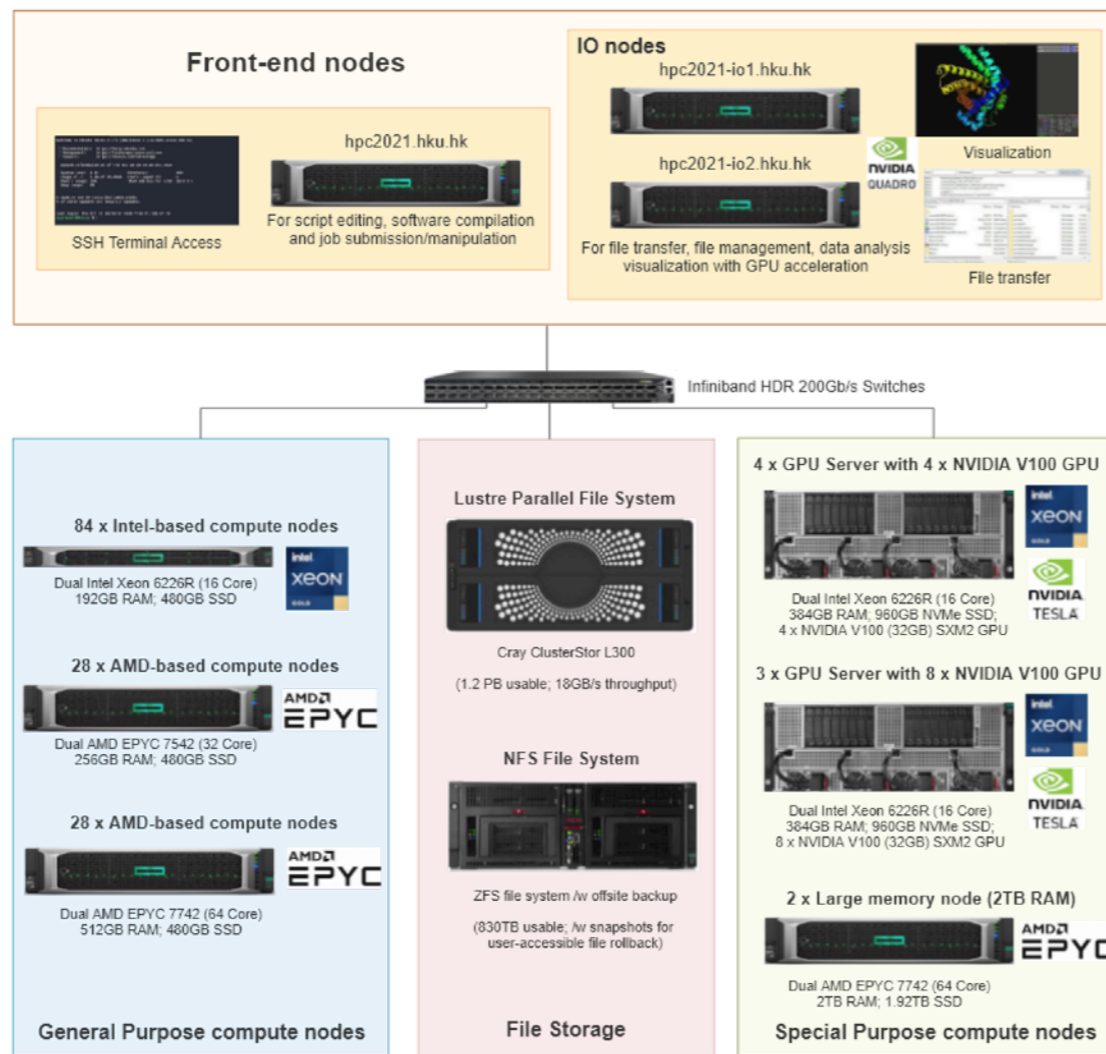 Front-end nodes
SSH Terminal Access
hpc2021.hku.hk
For script editing, software compilation
and job submission/manipulation
IO nodes
hpc2021-io1.hku.hk
hpc2021-io2.hku.hk
NVIDIA
QUADRO
For file transfer, file management, data analysis
visualization with GPU acceleration
Visualization
File transfer
Infiniband HDR 200Gb/s Switches
84 x Intel-based compute nodes
intel
XEON
GOLD
Dual Intel Xeon 6226R (16 Core)
192GB RAM; 480GB SSD
28 x AMD-based compute nodes
AMD
EPYC
Dual AMD EPYC 7542 (32 Core)
256GB RAM; 480GB SSD
28 x AMD-based compute nodes
AMD
EPYC
Dual AMD EPYC 7742 (64 Core)
512GB RAM; 480GB SSD
General Purpose compute nodes
Lustre Parallel File System
Cray ClusterStor L300
(1.2 PB usable; 18GB/s throughput)
NFS File System
ZFS file system /w offsite backup
(830TB usable; /w snapshots for
user-accessible file rollback)
File Storage
4 x GPU Server with 4 x NVIDIA V100 GPU
intel
XEON
GOLD
NVIDIA
TESLA
Dual Intel Xeon 6226R (16 Core)
384GB RAM; 960GB NVMe SSD;
4 x NVIDIA V100 (32GB) SXM2 GPU
3 x GPU Server with 8 x NVIDIA V100 GPU
intel
XEON
GOLD
NVIDIA
TESLA
Dual Intel Xeon 6226R (16 Core)
384GB RAM; 960GB NVMe SSD;
8 x NVIDIA V100 (32GB) SXM2 GPU
2 x Large memory node (2TB RAM)
AMD
EPYC
Dual AMD EPYC 7742 (64 Core)
2TB RAM; 1.92TB SSD
Special Purpose compute nodes